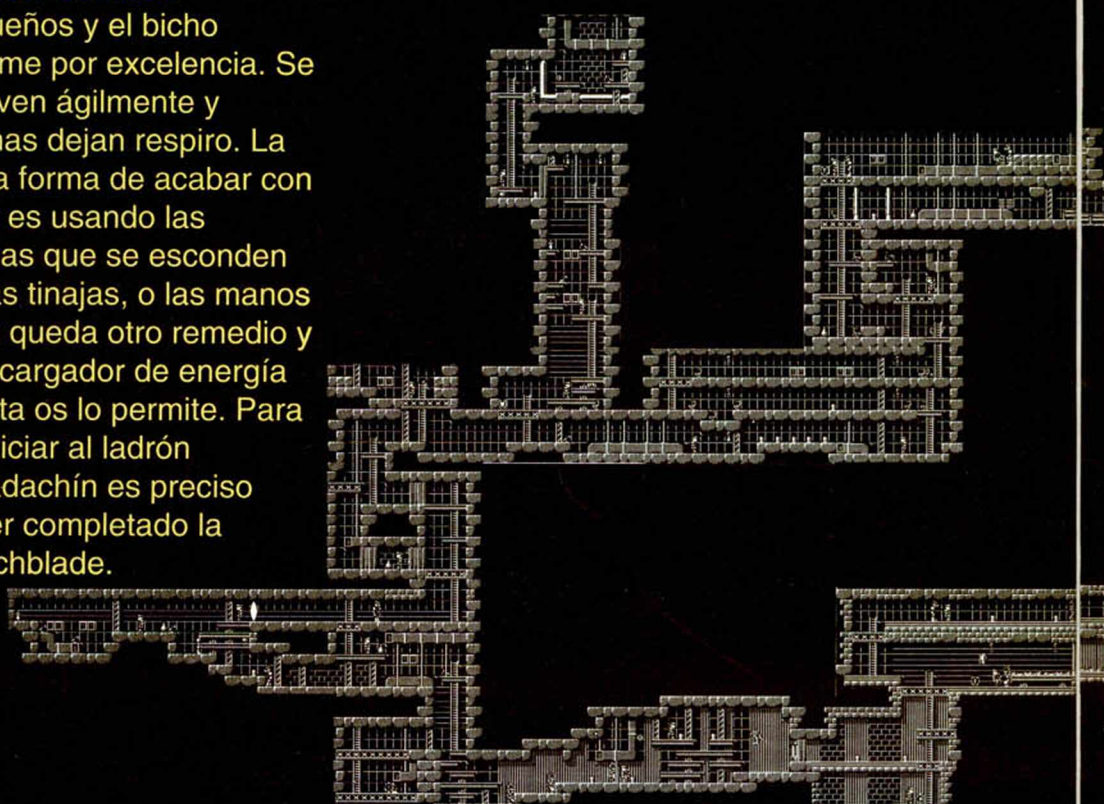 ueños y el bicho
me por excelencia. Se
ven ágilmente y
nas dejan respiro. La
a forma de acabar con
es usando las
as que se esconden
as tinajas, o las manos
queda otro remedio y
cargador de energía
ta os lo permite. Para
iciar al ladrón
adachín es preciso
er completado la
chblade.